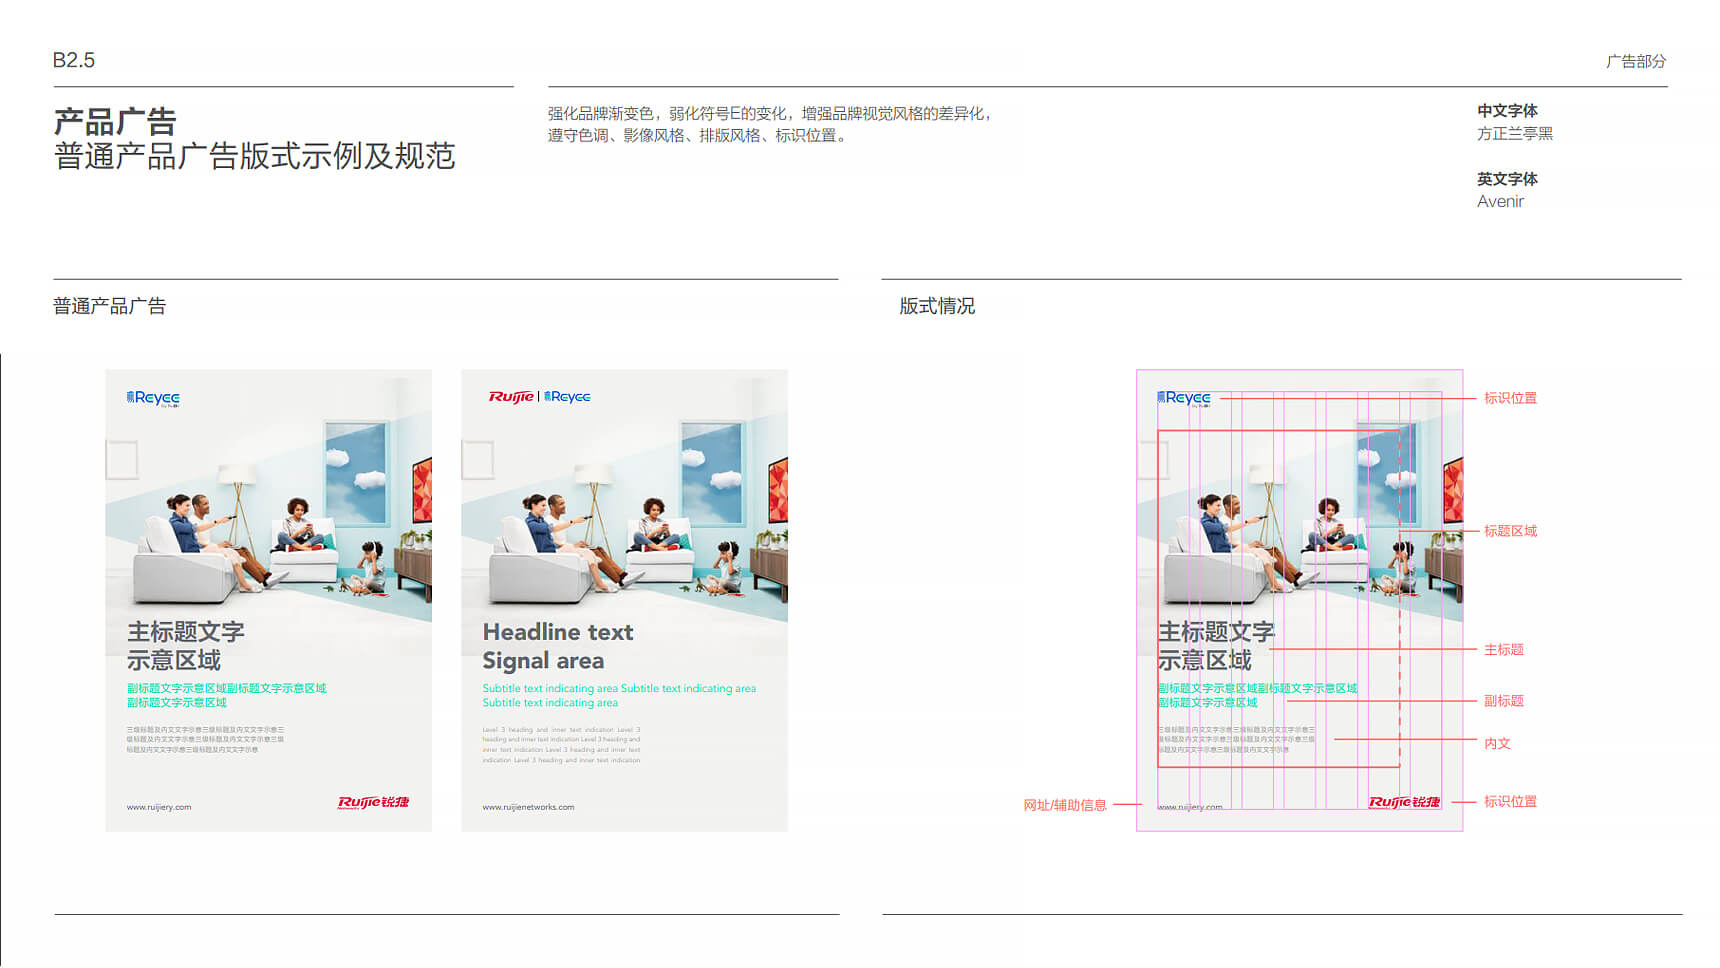 B2.5
广告部分
产品广告
普通产品广告版式示例及规范
强化品牌渐变色，弱化符号E的变化，增强品牌视觉风格的差异化，
遵守色调、影像风格、排版风格、标识位置。
中文字体
方正兰亭黑
英文字体
Avenir
普通产品广告
版式情况
Reyee
主标题文字
示意区域
副标题文字示意区域副标题文字示意区域
副标题文字示意区域
三级标题及内文文字示意三级标题及内文文字示意三
级标题及内文文字示意三级标题及内文文字示意三级
标题及内文文字示意三级标题及内文文字示意
www.ruijiery.com
Ruijie锐捷
Networks
Ruijie | Reyee
Headline text
Signal area
Subtitle text indicating area Subtitle text indicating area
Subtitle text indicating area
Level 3 heading and inner text indication Level 3
heading and inner text indication Level 3 heading and
inner text indication Level 3 heading and inner text
indication Level 3 heading and inner text indication
www.ruijienetworks.com
Reyee
标识位置
标题区域
主标题文字
示意区域
主标题
副标题文字示意区域副标题文字示意区域
副标题文字示意区域
副标题
三级标题及内文文字示意三级标题及内文文字示意三
级标题及内文文字示意三级标题及内文文字示意三级
标题及内文文字示意三级标题及内文文字示意
内文
网址/辅助信息
www.ruijiery.com
Ruijie锐捷
Networks
标识位置